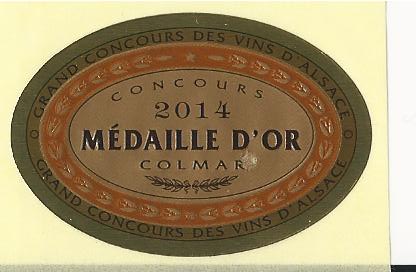 GRAND CONCOURS DES VINS D'ALSACE
CONCOURS
2014
MÉDAILLE D'OR
COLMAR
GRAND CONCOURS DES VINS D'ALSACE